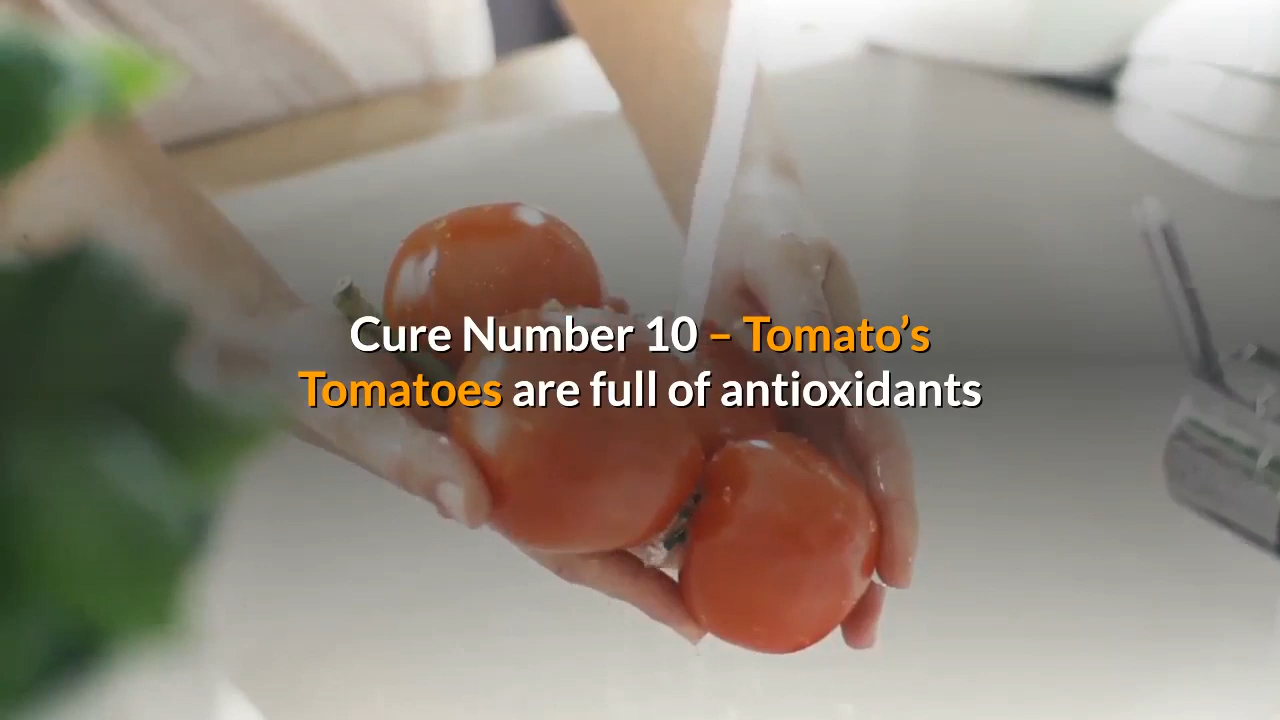 Cure Number 10 – Tomato’s
Tomatoes are full of antioxidants